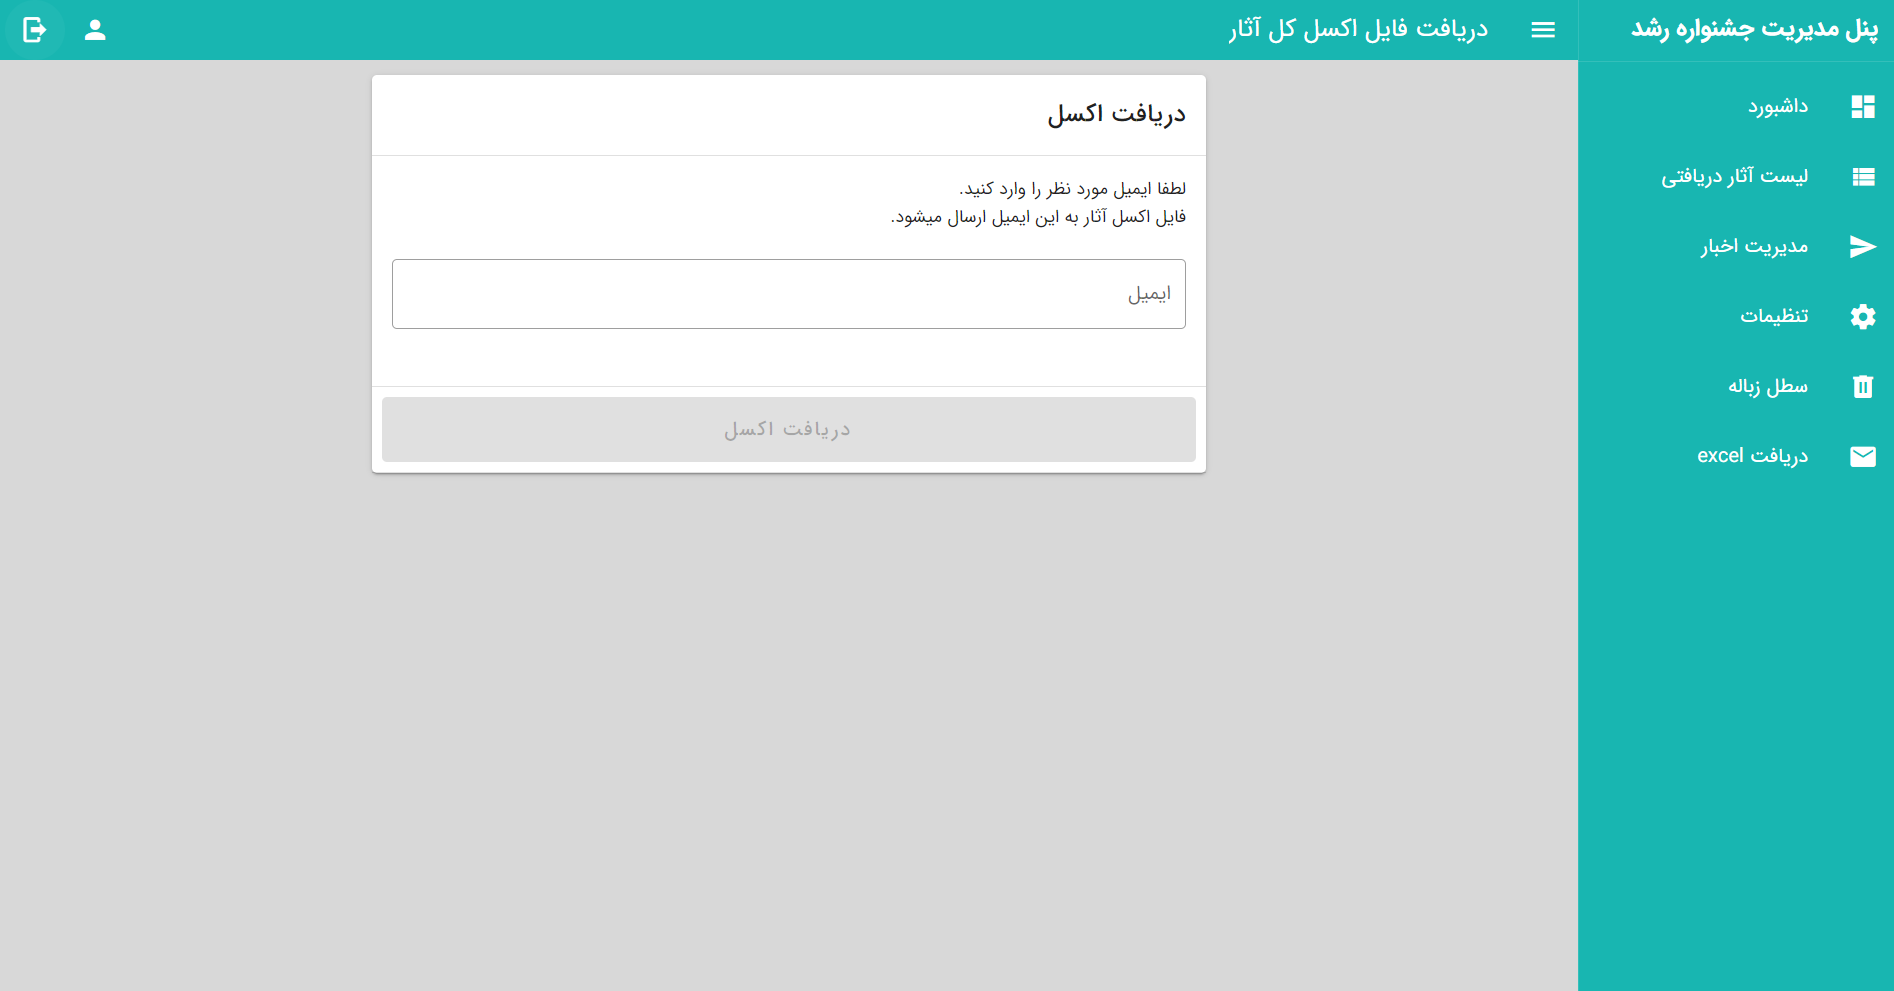 پنل مدیریت جشنواره رشد
داشبورد
لیست آثار دریافتی
مدیریت اخبار
تنظیمات
سطل زباله
دریافت excel
دریافت فایل اکسل کل آثار
دریافت اکسل
لطفا ایمیل مورد نظر را وارد کنید.
فایل اکسل آثار به این ایمیل ارسال میشود.
ایمیل
دریافت اکسل